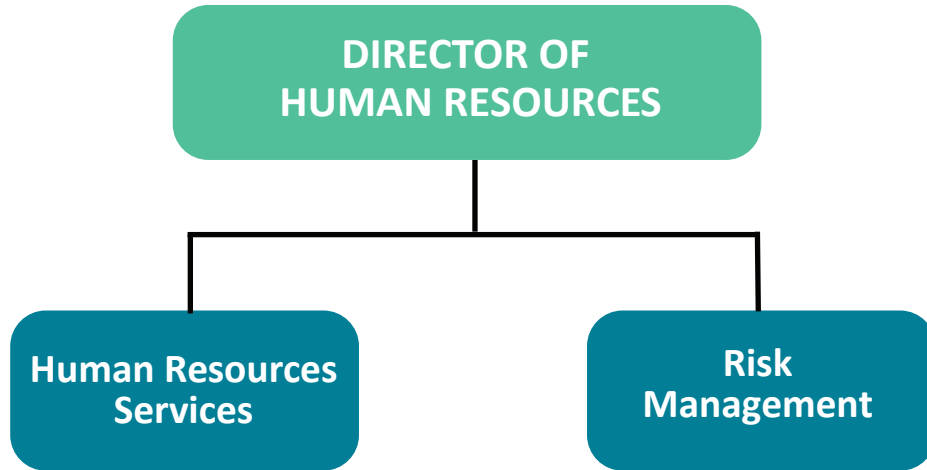 DIRECTOR OF
HUMAN RESOURCES
Human Resources
Services
Risk
Management